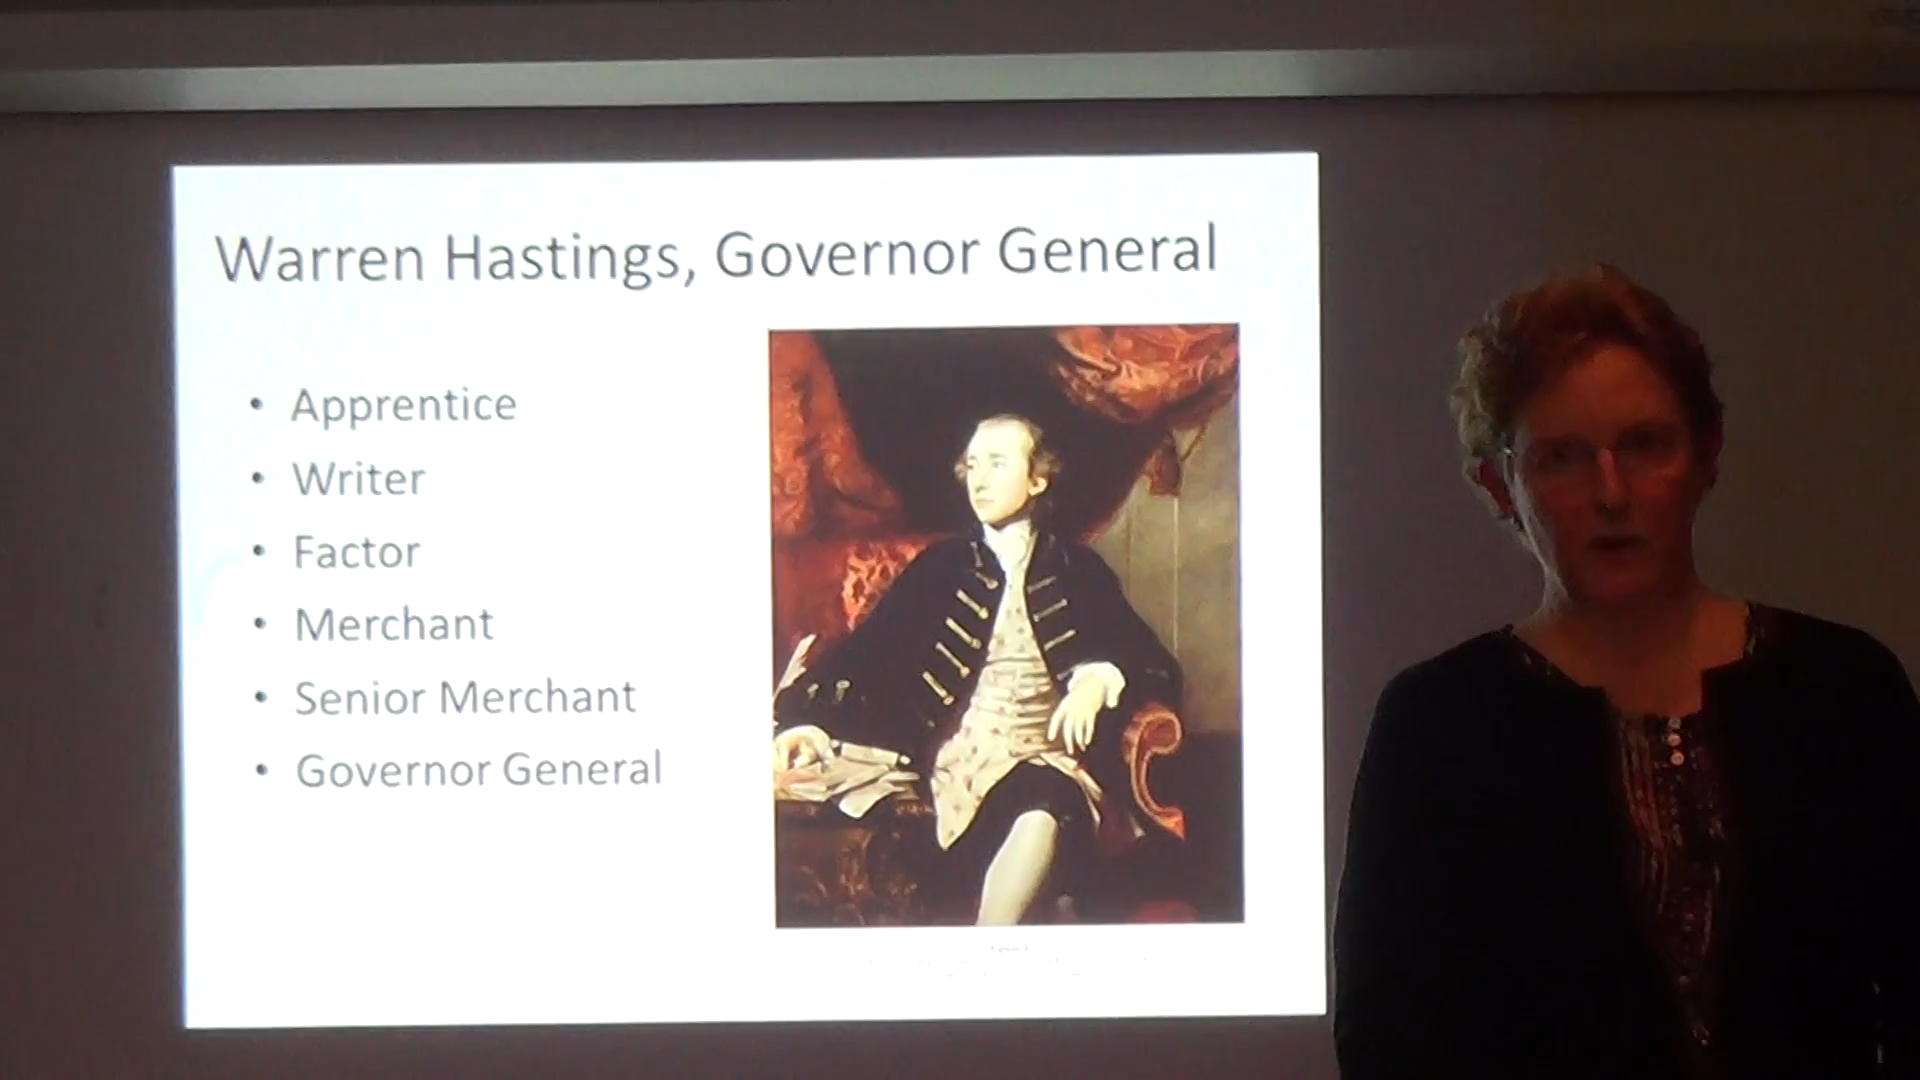 Warren Hastings, Governor General
• Apprentice
• Writer
• Factor
• Merchant
• Senior Merchant
• Governor General